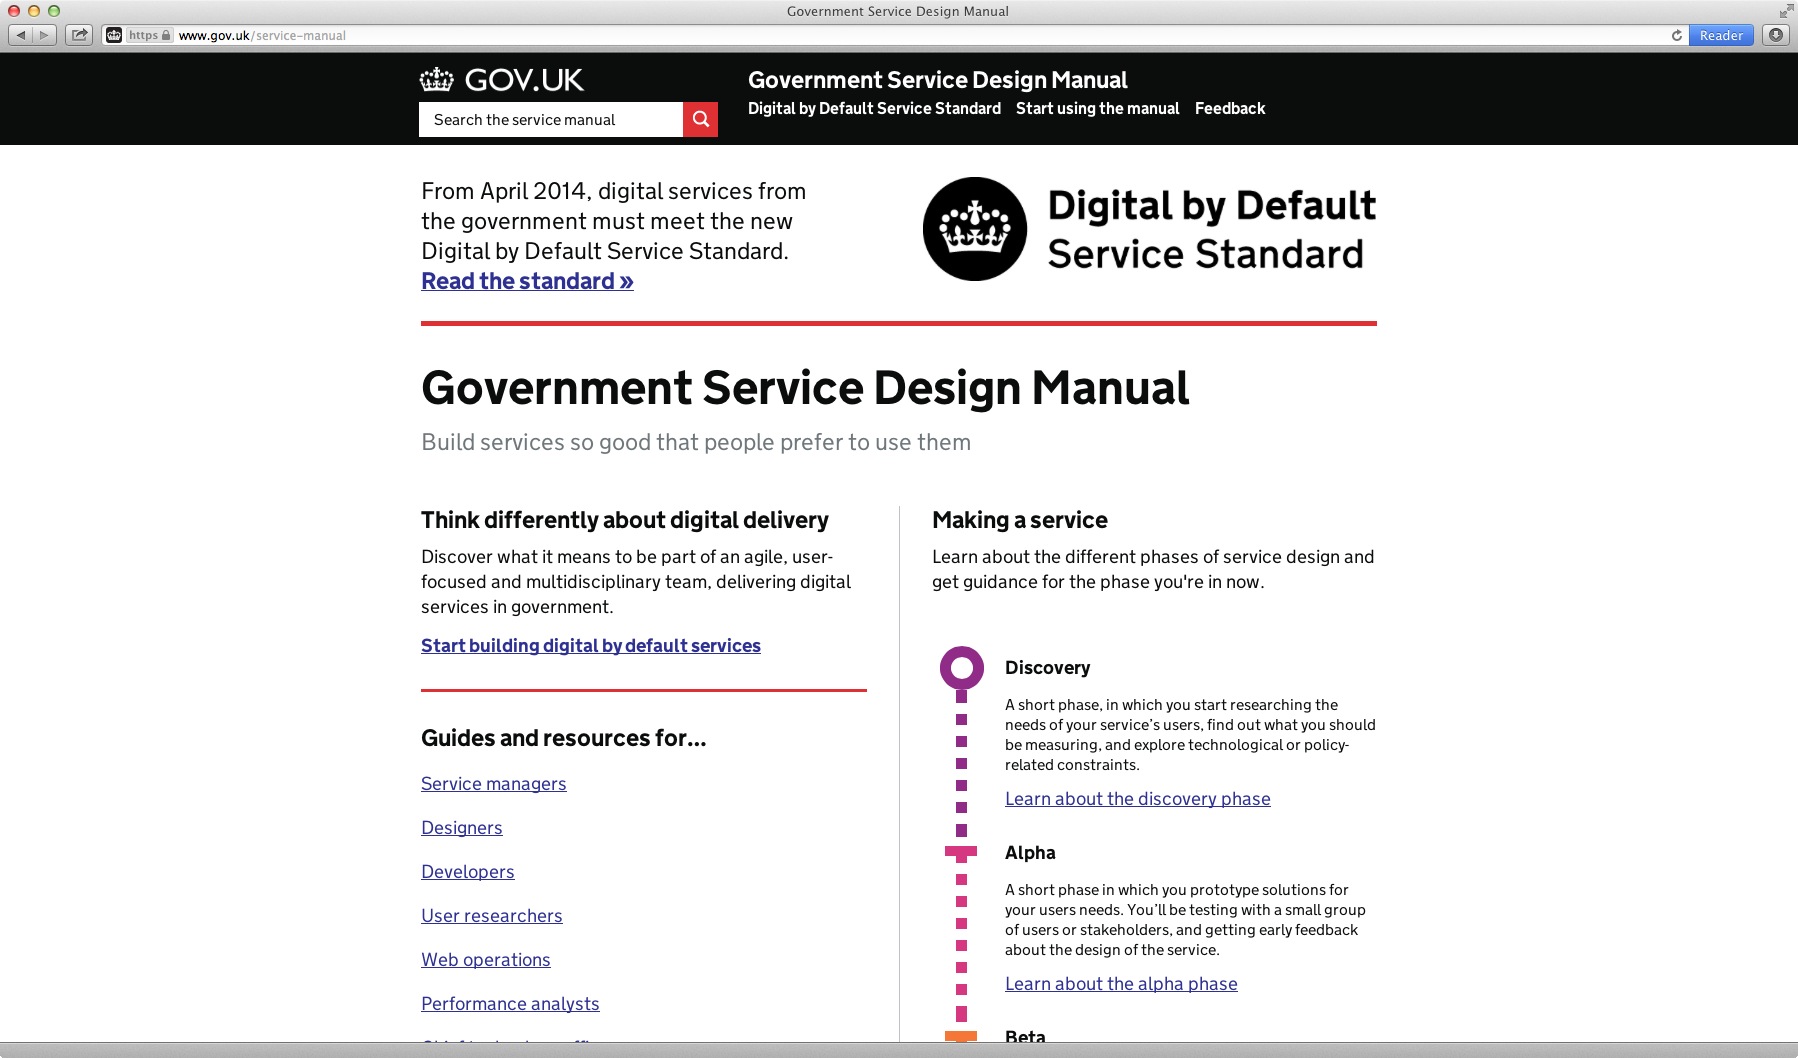 Government Service Design Manual
https www.gov.uk/service-manual
Reader
GOV.UK
Search the service manual
Government Service Design Manual
Digital by Default Service Standard Start using the manual Feedback
From April 2014, digital services from
the government must meet the new
Digital by Default Service Standard.
Read the standard »
Digital by Default
Service Standard
Government Service Design Manual
Build services so good that people prefer to use them
Think differently about digital delivery
Discover what it means to be part of an agile, user-
focused and multidisciplinary team, delivering digital
services in government.
Start building digital by default services
Guides and resources for...
Service managers
Designers
Developers
User researchers
Web operations
Performance analysts
Making a service
Learn about the different phases of service design and
get guidance for the phase you're in now.
Discovery
A short phase, in which you start researching the
needs of your service’s users, find out what you should
be measuring, and explore technological or policy-
related constraints.
Learn about the discovery phase
Alpha
A short phase in which you prototype solutions for
your users needs. You’ll be testing with a small group
of users or stakeholders, and getting early feedback
about the design of the service.
Learn about the alpha phase
Beta